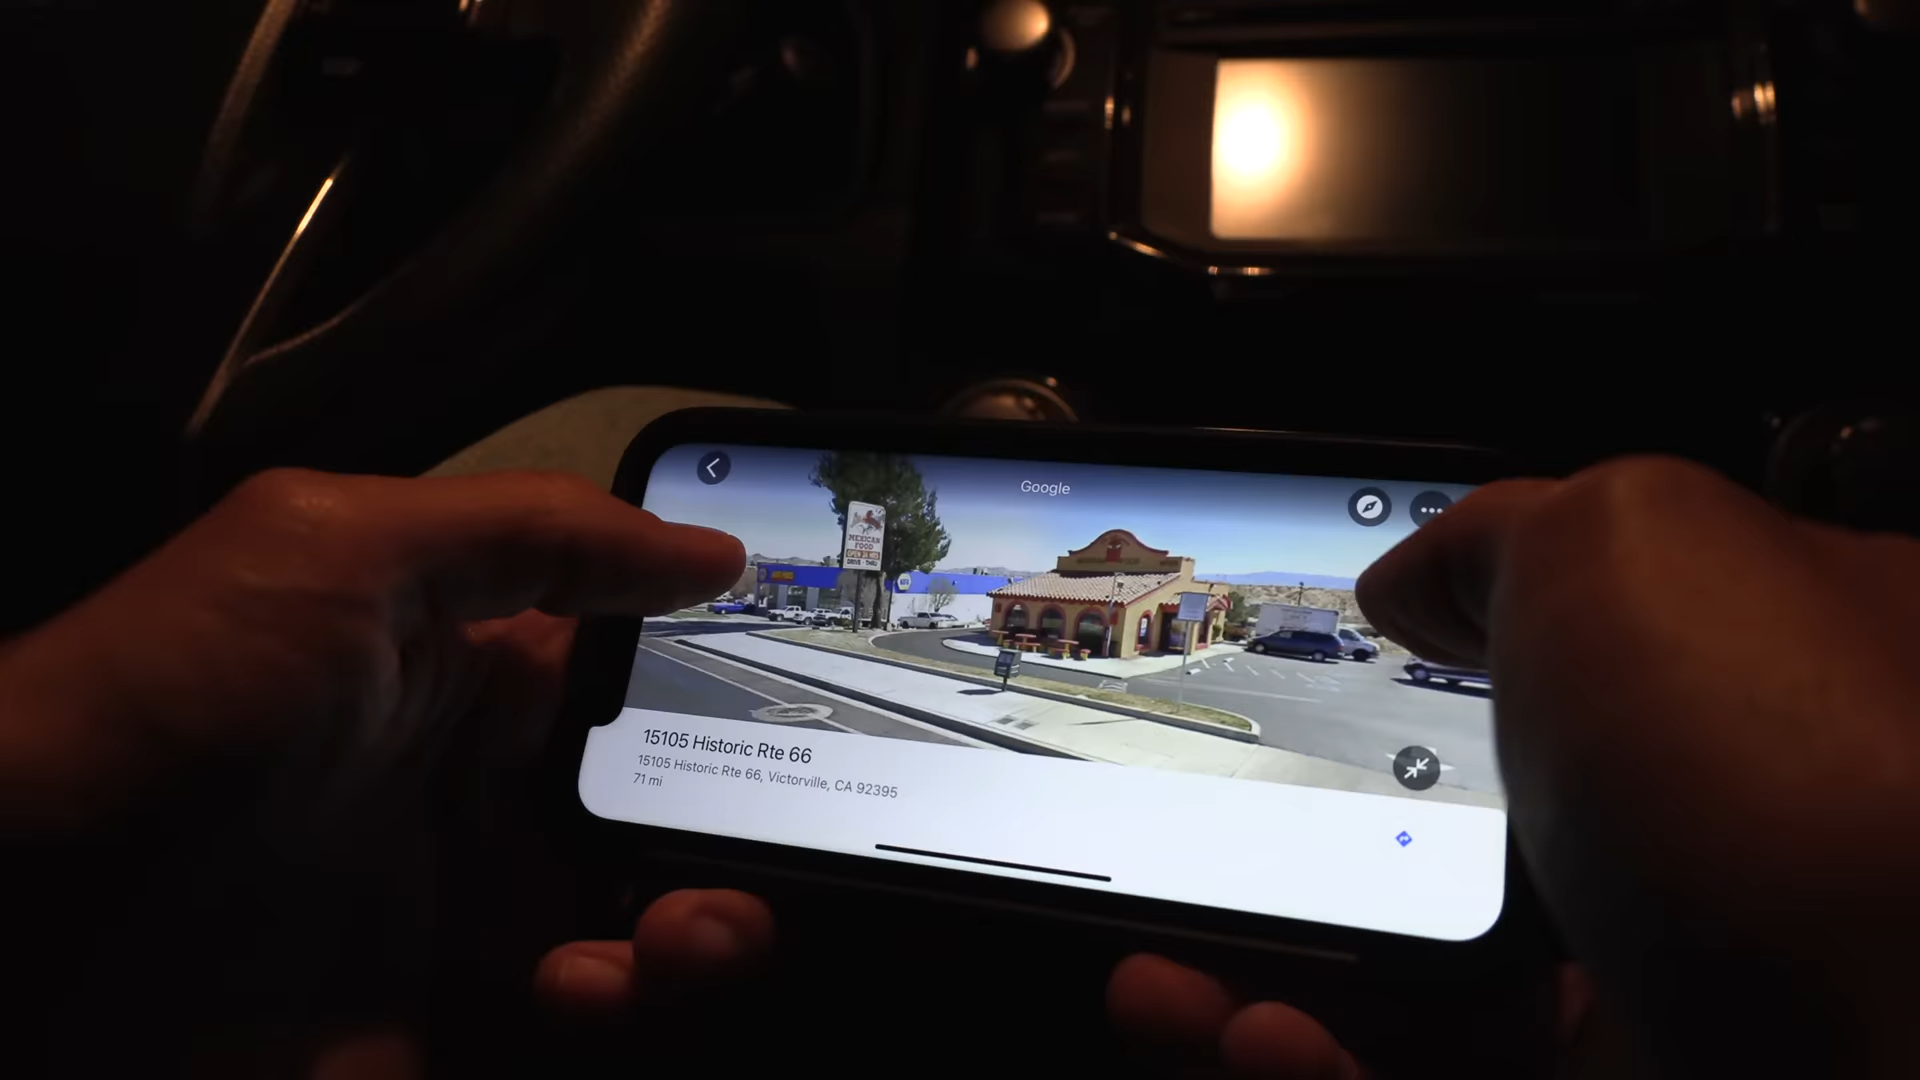 Google
MEXICAN
FOOD
OPEN 24 HRS
DRIVE - THRU
NAPA
15105 Historic Rte 66
15105 Historic Rte 66, Victorville, CA 92395
71 mi